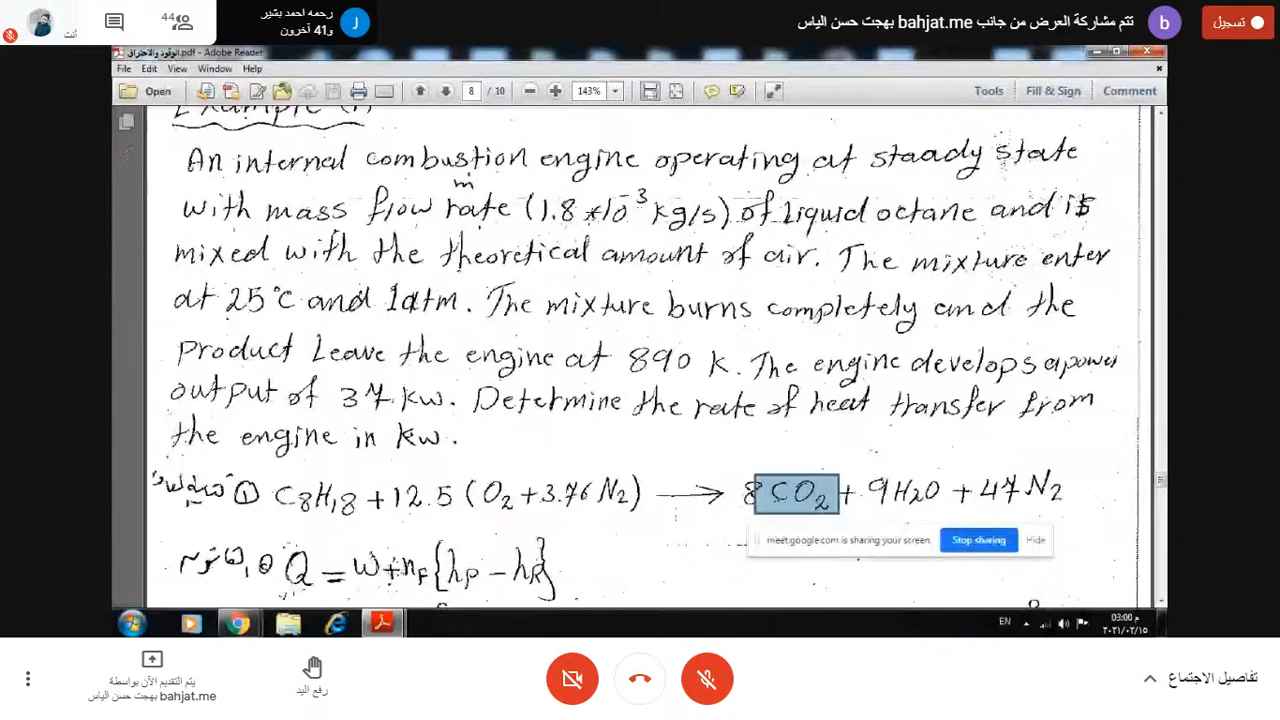 44
رحمه احمد بشير
و41 آخرون
J
أنت
تتم مشاركة العرض من جانب bahjat.me بهجت حسن الياس
b
تسجيل
الوقود والاحتراق.pdf - Adobe Reader
File Edit View Window Help
Open 8 / 10 143% Tools Fill & Sign Comment
Example (1)
An internal combustion engine operating at staady state
with mass flow rate (1.8 *10⁻³ kg/s) of liquid octane and is
m
mixed with the theoretical amount of air. The mixture enter
at 25°C and 1atm. The mixture burns completely and the
product Leave the engine at 890 K. The engine develops a power
output of 37 kw. Determine the rate of heat transfer from
the engine in kw.
① C8H18 + 12.5 (O2 + 3.76 N2) → 8CO2 + 9H2O + 47N2
meet.google.com is sharing your screen. Stop sharing Hide
Q = w + nF {hP - hR}
EN
03:00 م
٢٠٢١/٠٢/١٥
يتم التقديم الآن بواسطة
bahjat.me بهجت حسن الياس
رفع اليد
تفاصيل الاجتماع